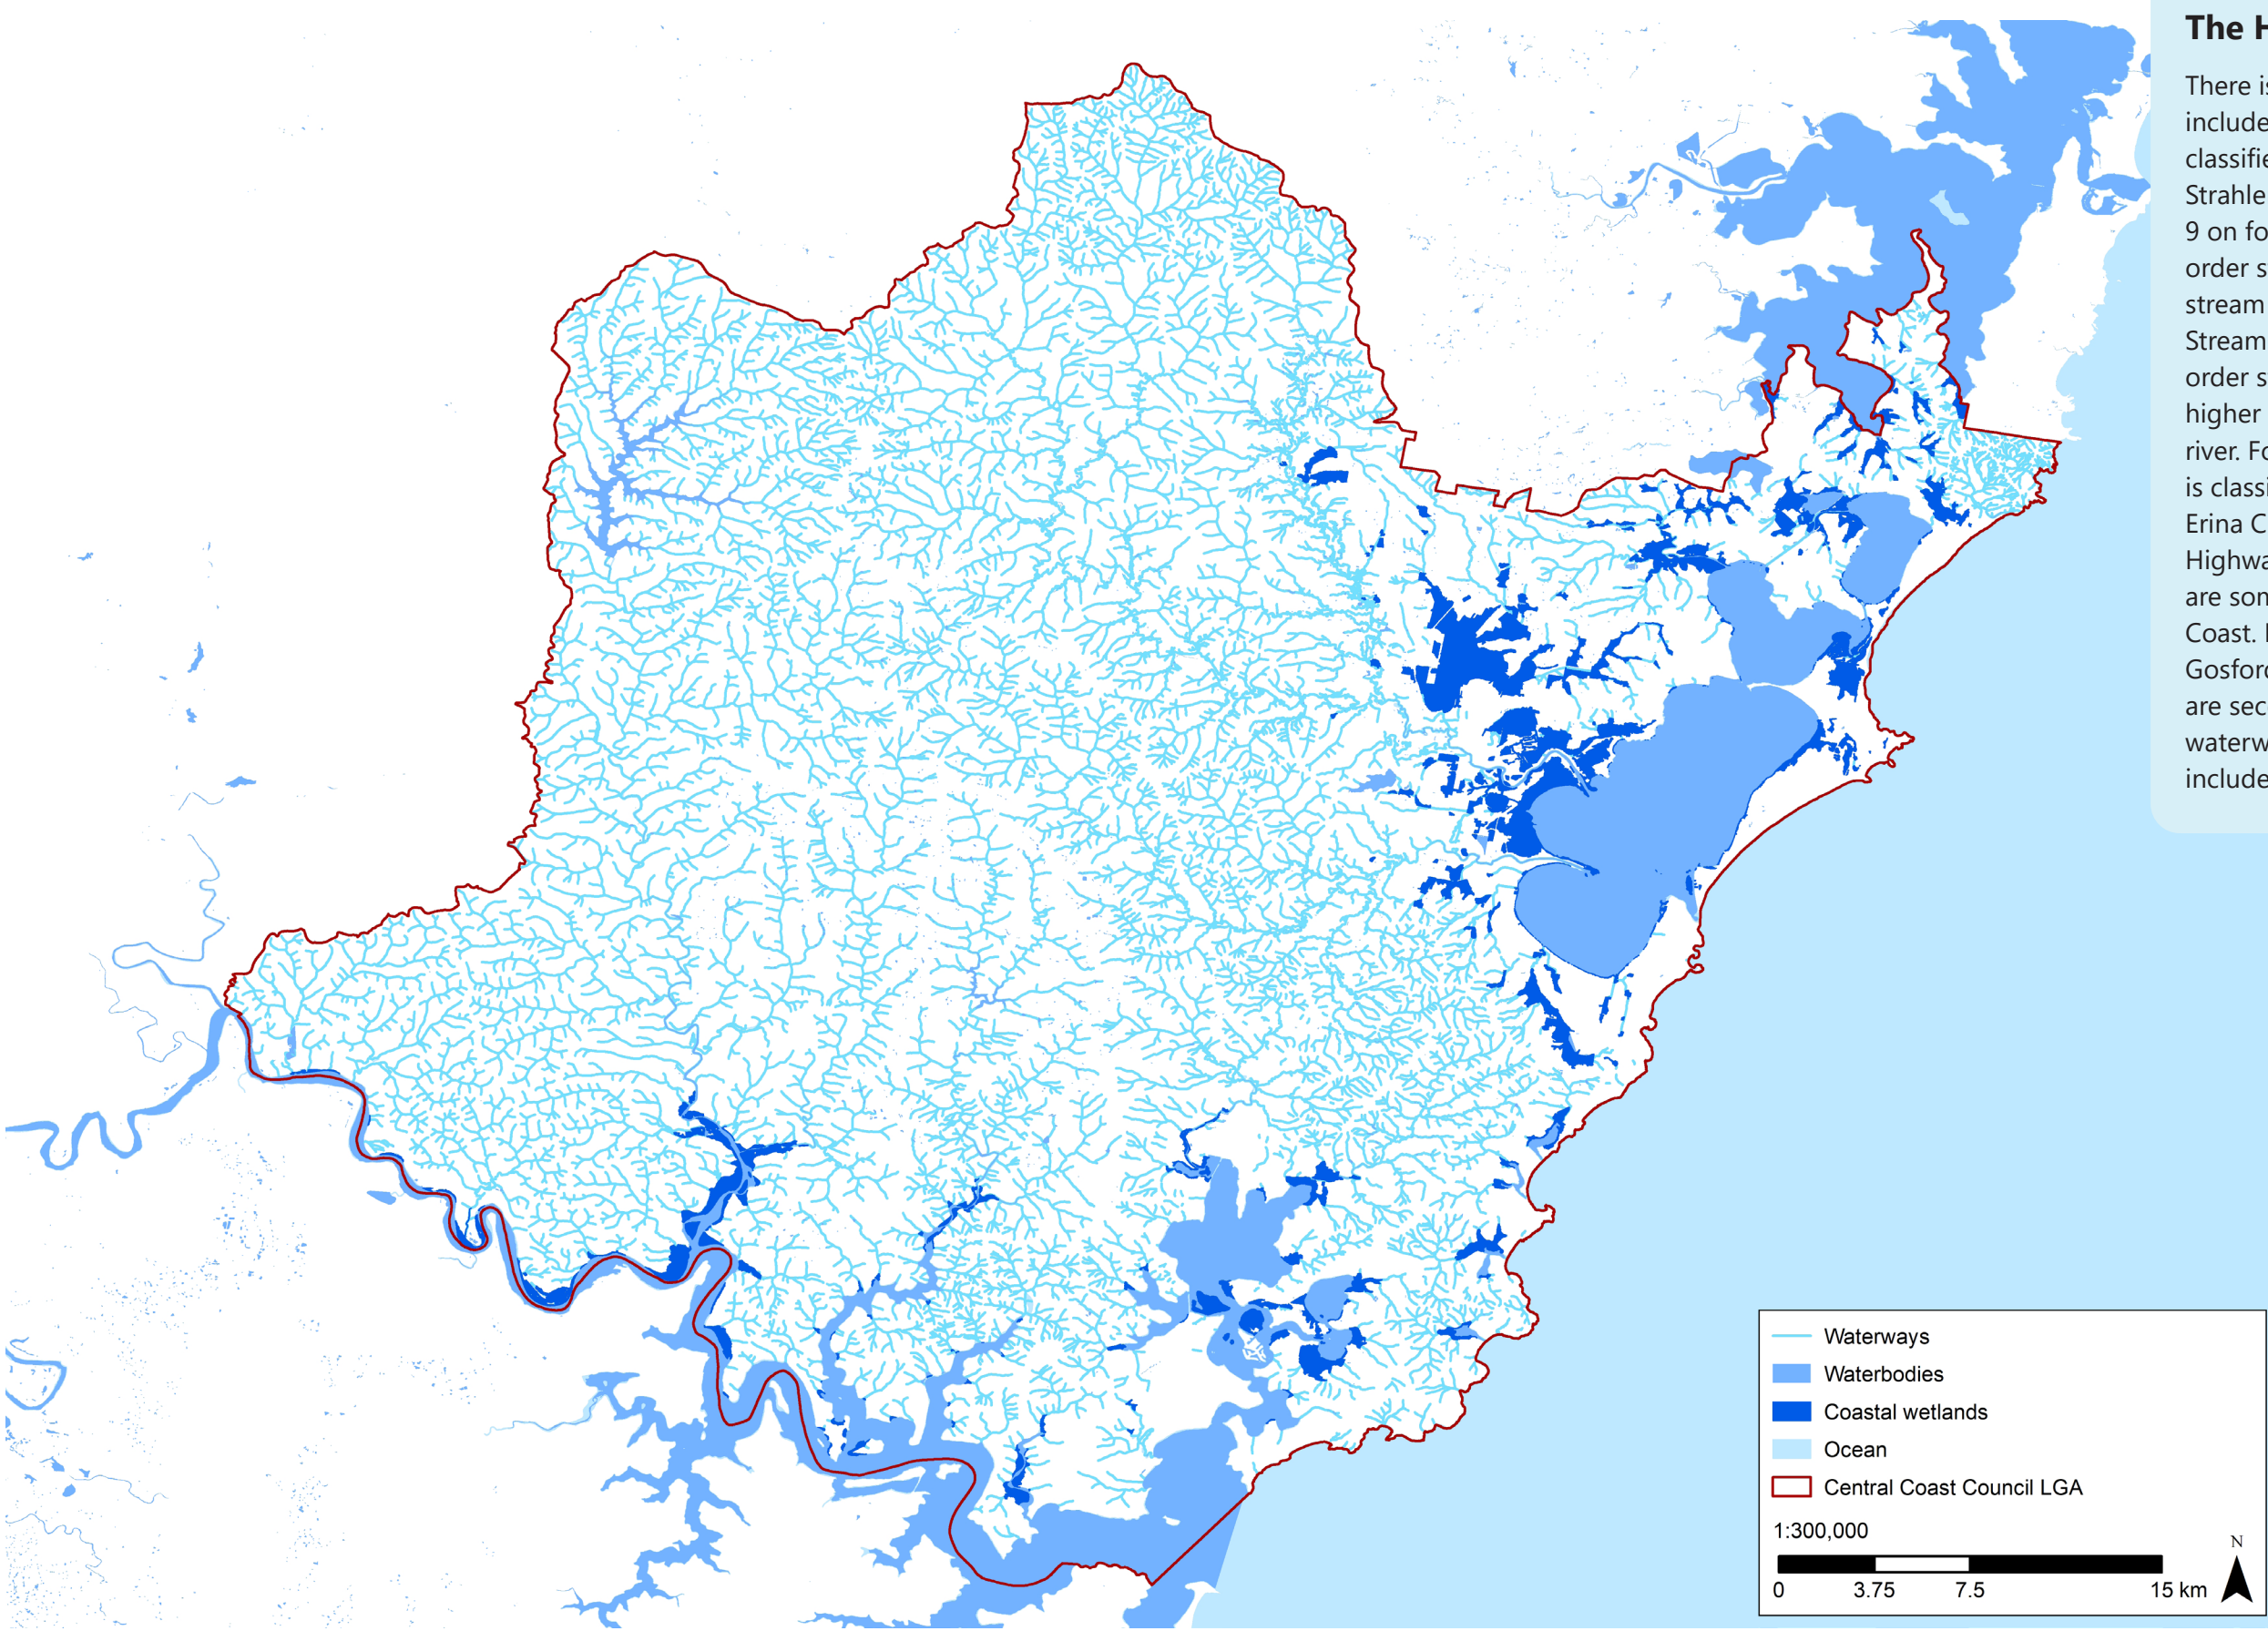 The H
There is
include
classifie
Strahle
9 on fo
order s
stream
Stream
order s
higher
river. Fo
is classi
Erina C
Highwa
are som
Coast.
Gosford
are sec
waterw
include
Waterways
Waterbodies
Coastal wetlands
Ocean
Central Coast Council LGA
1:300,000
N
0 3.75 7.5 15 km